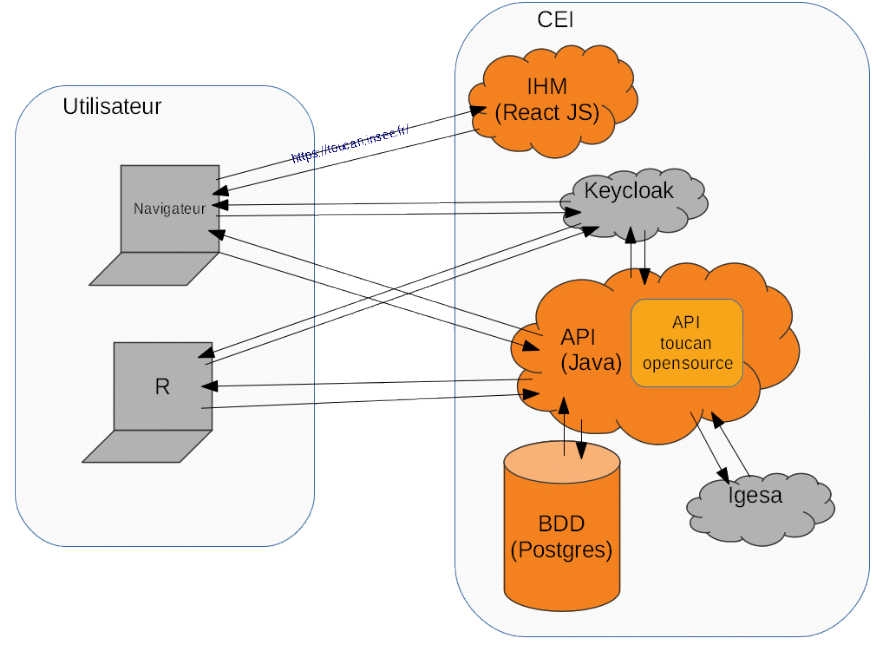 CEI
IHM
(React JS)
Utilisateur
https://toucan.insee.fr/
Navigateur
Keycloak
API
(Java)
API
toucan
opensource
R
BDD
(Postgres)
Igesa